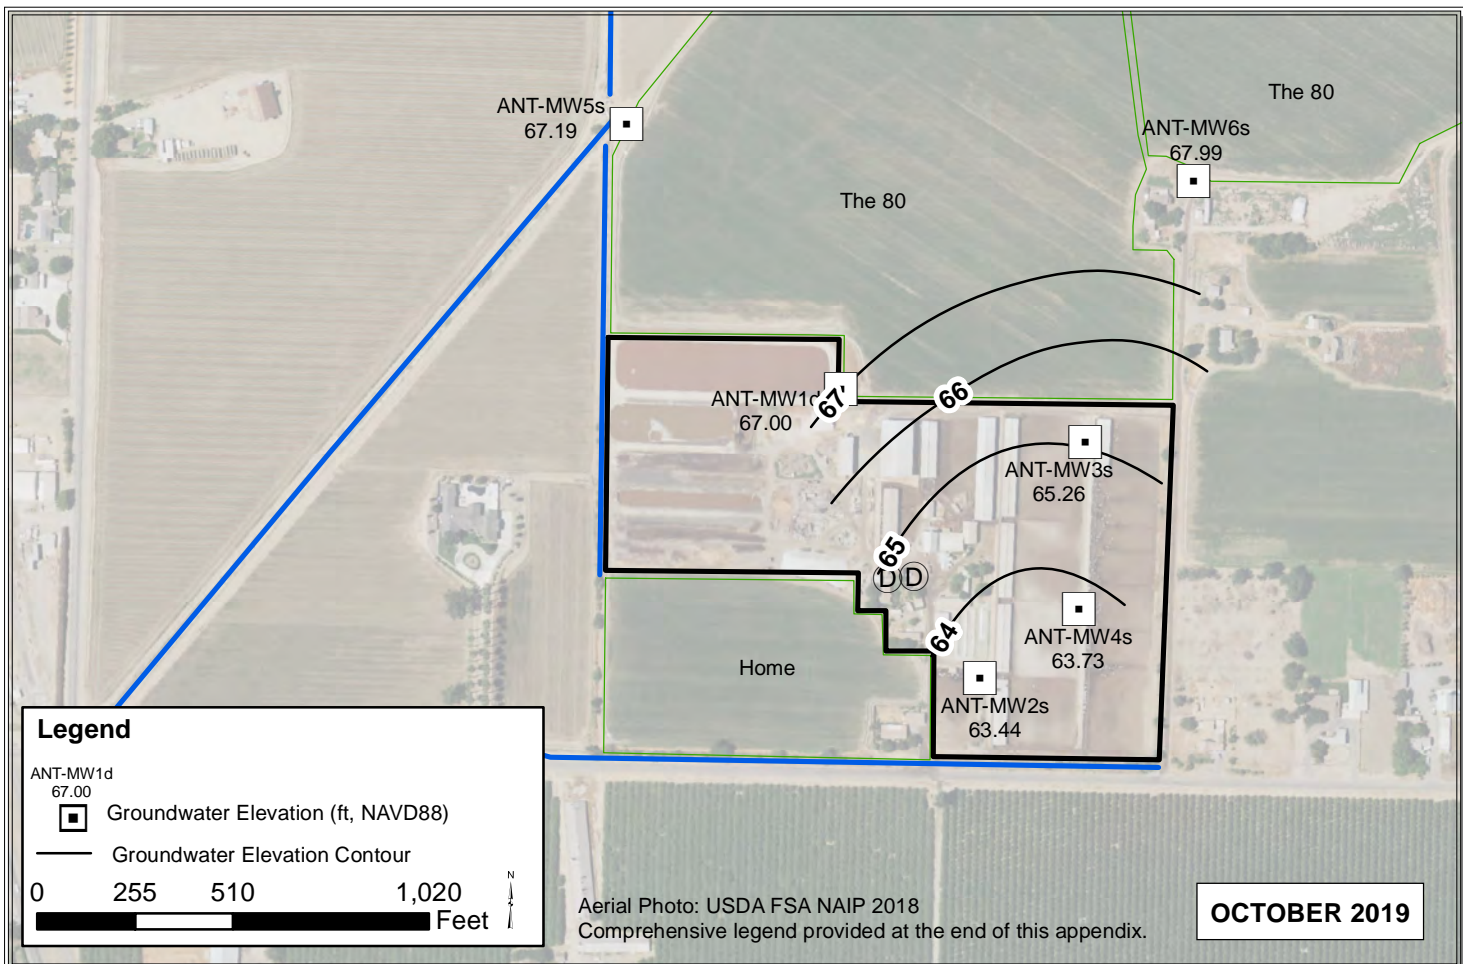 The 80
ANT-MW5s
67.19
ANT-MW6s
67.99
The 80
ANT-MW1d
67.00
67
66
ANT-MW3s
65.26
65
D D
64
ANT-MW4s
63.73
Home
ANT-MW2s
63.44
Legend
ANT-MW1d
67.00
Groundwater Elevation (ft, NAVD88)
Groundwater Elevation Contour
0 255 510 1,020
Feet
N
Aerial Photo: USDA FSA NAIP 2018
Comprehensive legend provided at the end of this appendix.
OCTOBER 2019